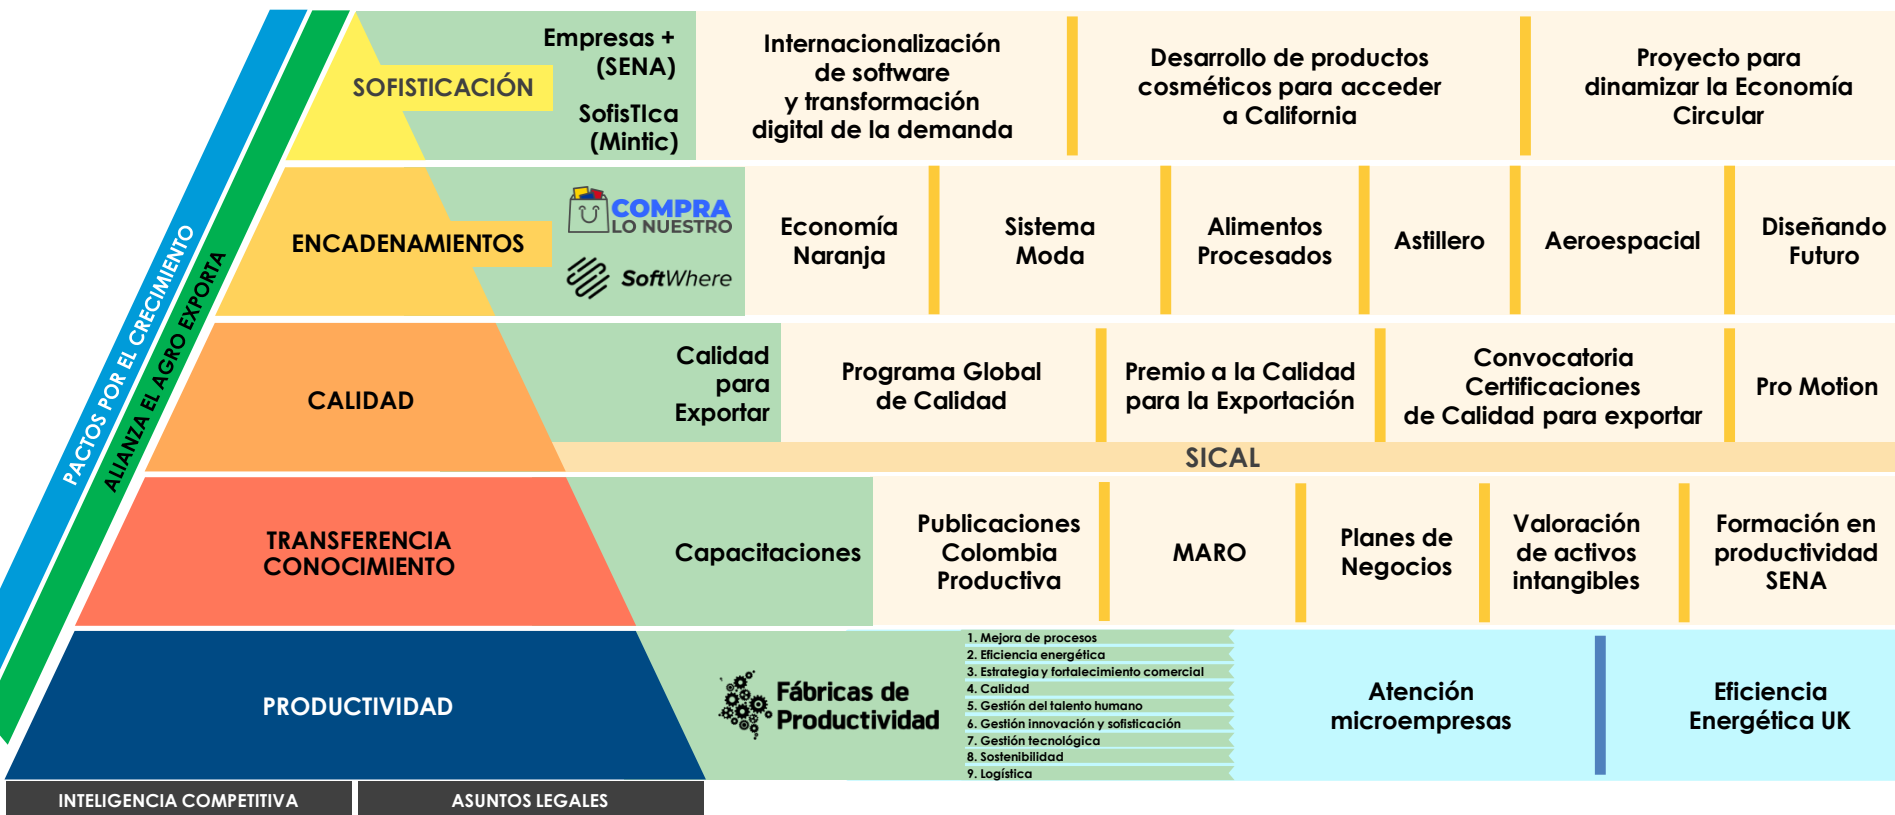 PACTOS POR EL CRECIMIENTO
ALIANZA EL AGRO EXPORTA
SOFISTICACIÓN
Empresas +
(SENA)
SofisTIca
(Mintic)
Internacionalización
de software
y transformación
digital de la demanda
Desarrollo de productos
cosméticos para acceder
a California
Proyecto para
dinamizar la Economía
Circular
ENCADENAMIENTOS
COMPRA
LO NUESTRO
SoftWhere
Economía
Naranja
Sistema
Moda
Alimentos
Procesados
Astillero
Aeroespacial
Diseñando
Futuro
CALIDAD
Calidad
para
Exportar
Programa Global
de Calidad
Premio a la Calidad
para la Exportación
Convocatoria
Certificaciones
de Calidad para exportar
Pro Motion
SICAL
TRANSFERENCIA
CONOCIMIENTO
Capacitaciones
Publicaciones
Colombia
Productiva
MARO
Planes de
Negocios
Valoración
de activos
intangibles
Formación en
productividad
SENA
PRODUCTIVIDAD
Fábricas de
Productividad
1. Mejora de procesos
2. Eficiencia energética
3. Estrategia y fortalecimiento comercial
4. Calidad
5. Gestión del talento humano
6. Gestión innovación y sofisticación
7. Gestión tecnológica
8. Sostenibilidad
9. Logística
Atención
microempresas
Eficiencia
Energética UK
INTELIGENCIA COMPETITIVA
ASUNTOS LEGALES